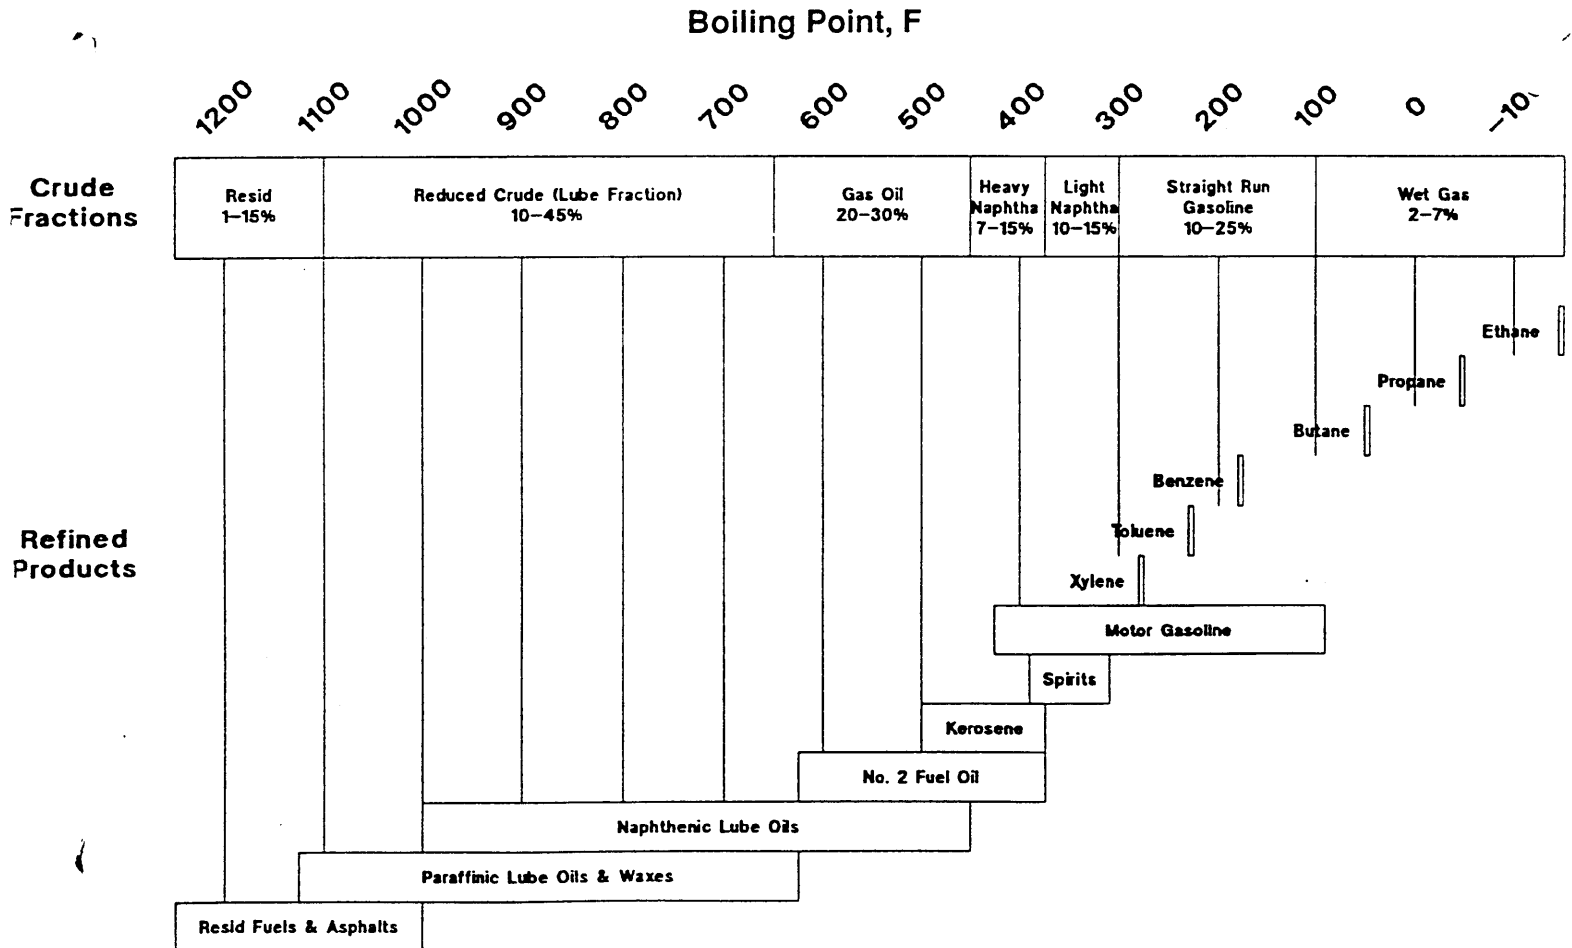 Boiling Point, F
1200 1100 1000 900 800 700 600 500 400 300 200 100 0 -100
Crude
Fractions
Resid
1-15%
Reduced Crude (Lube Fraction)
10-45%
Gas Oil
20-30%
Heavy
Naphtha
7-15%
Light
Naphtha
10-15%
Straight Run
Gasoline
10-25%
Wet Gas
2-7%
Ethane
Propane
Butane
Benzene
Toluene
Refined
Products
Xylene
Motor Gasoline
Spirits
Kerosene
No. 2 Fuel Oil
Naphthenic Lube Oils
Paraffinic Lube Oils & Waxes
Resid Fuels & Asphalts